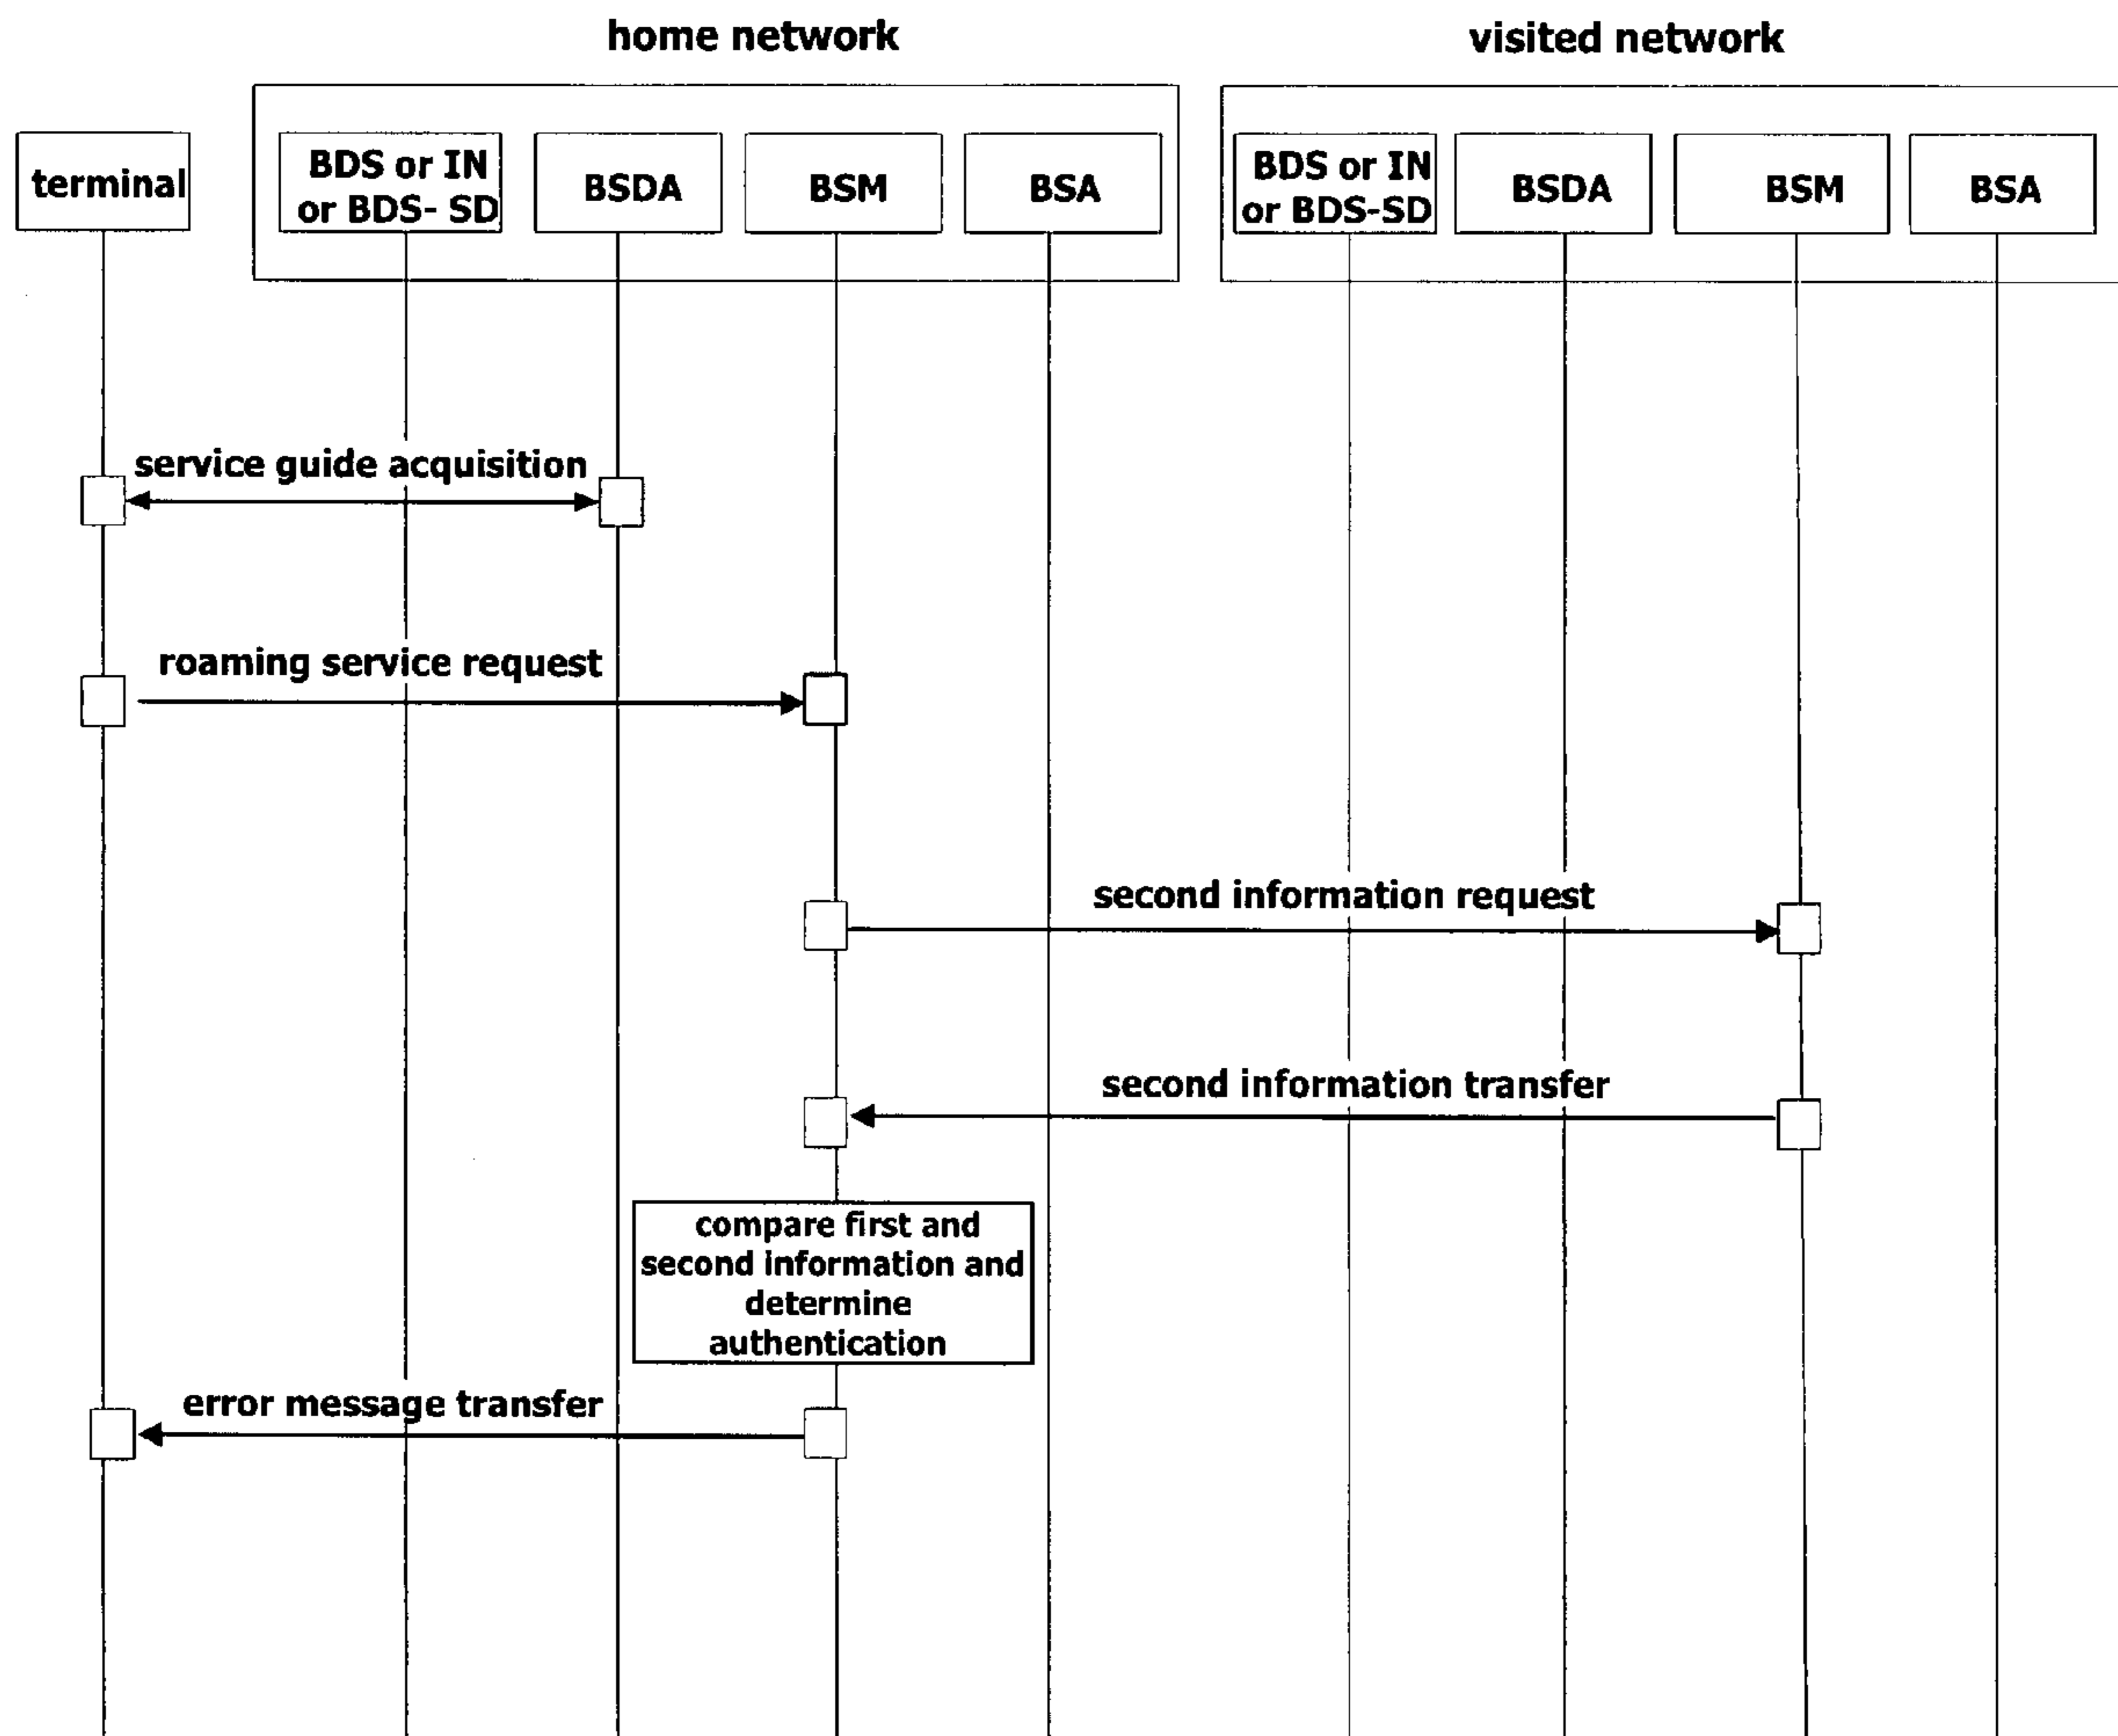 home network
visited network
terminal
BDS or IN
or BDS- SD
BSDA
BSM
BSA
BDS or IN
or BDS-SD
BSDA
BSM
BSA
service guide acquisition
roaming service request
second information request
second information transfer
compare first and
second information and
determine
authentication
error message transfer